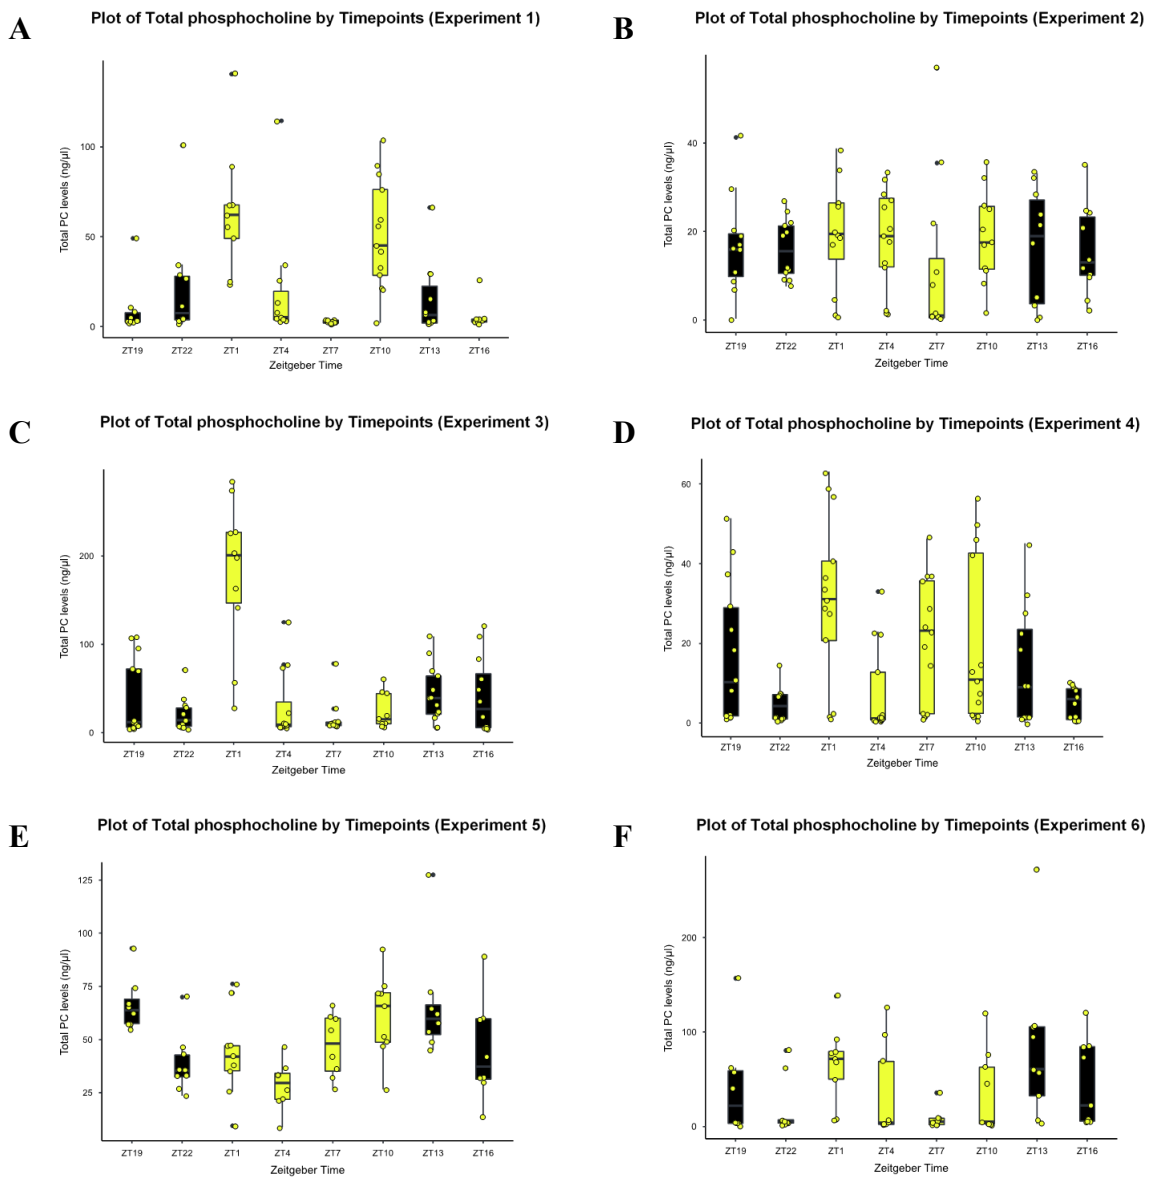 A
Plot of Total phosphocholine by Timepoints (Experiment 1)
Total PC levels (ng/µl)
100
50
0
ZT19 ZT22 ZT1 ZT4 ZT7 ZT10 ZT13 ZT16
Zeitgeber Time
B
Plot of Total phosphocholine by Timepoints (Experiment 2)
Total PC levels (ng/µl)
40
20
0
ZT19 ZT22 ZT1 ZT4 ZT7 ZT10 ZT13 ZT16
Zeitgeber Time
C
Plot of Total phosphocholine by Timepoints (Experiment 3)
Total PC levels (ng/µl)
200
100
0
ZT19 ZT22 ZT1 ZT4 ZT7 ZT10 ZT13 ZT16
Zeitgeber Time
D
Plot of Total phosphocholine by Timepoints (Experiment 4)
Total PC levels (ng/µl)
60
40
20
0
ZT19 ZT22 ZT1 ZT4 ZT7 ZT10 ZT13 ZT16
Zeitgeber Time
E
Plot of Total phosphocholine by Timepoints (Experiment 5)
Total PC levels (ng/µl)
125
100
75
50
25
ZT19 ZT22 ZT1 ZT4 ZT7 ZT10 ZT13 ZT16
Zeitgeber Time
F
Plot of Total phosphocholine by Timepoints (Experiment 6)
Total PC levels (ng/µl)
200
100
0
ZT19 ZT22 ZT1 ZT4 ZT7 ZT10 ZT13 ZT16
Zeitgeber Time